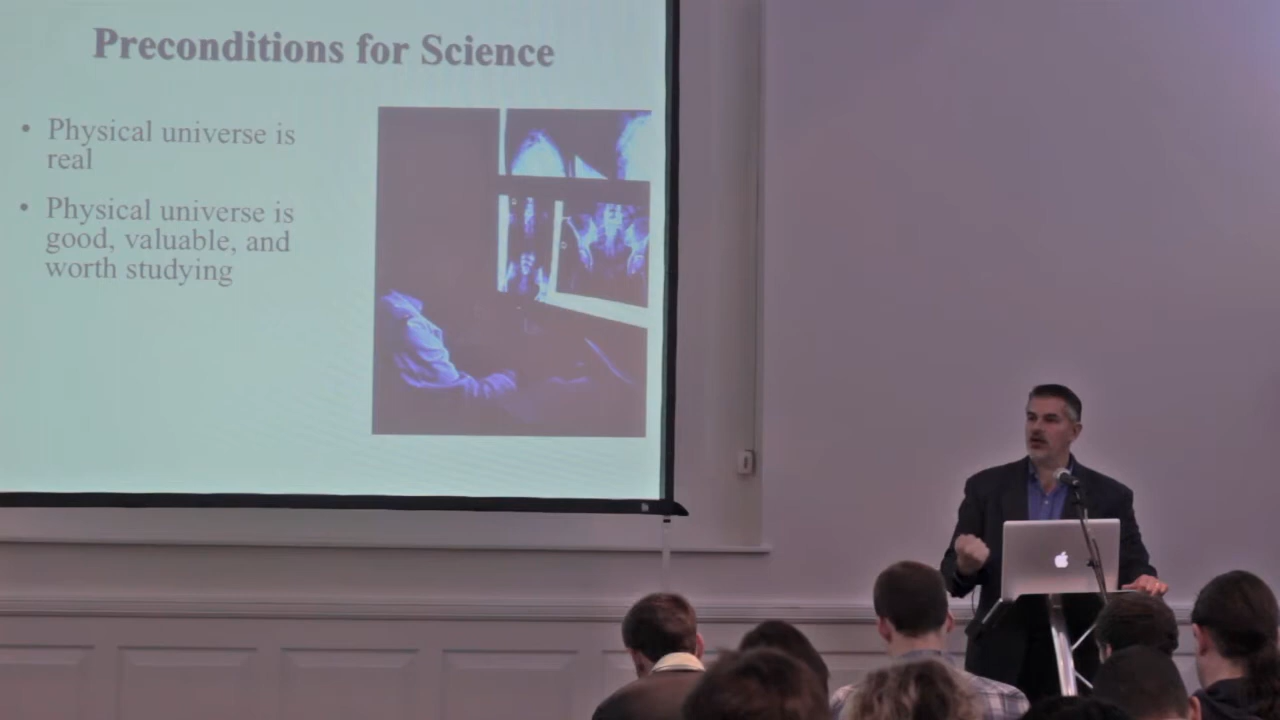 Preconditions for Science
• Physical universe is
real
• Physical universe is
good, valuable, and
worth studying